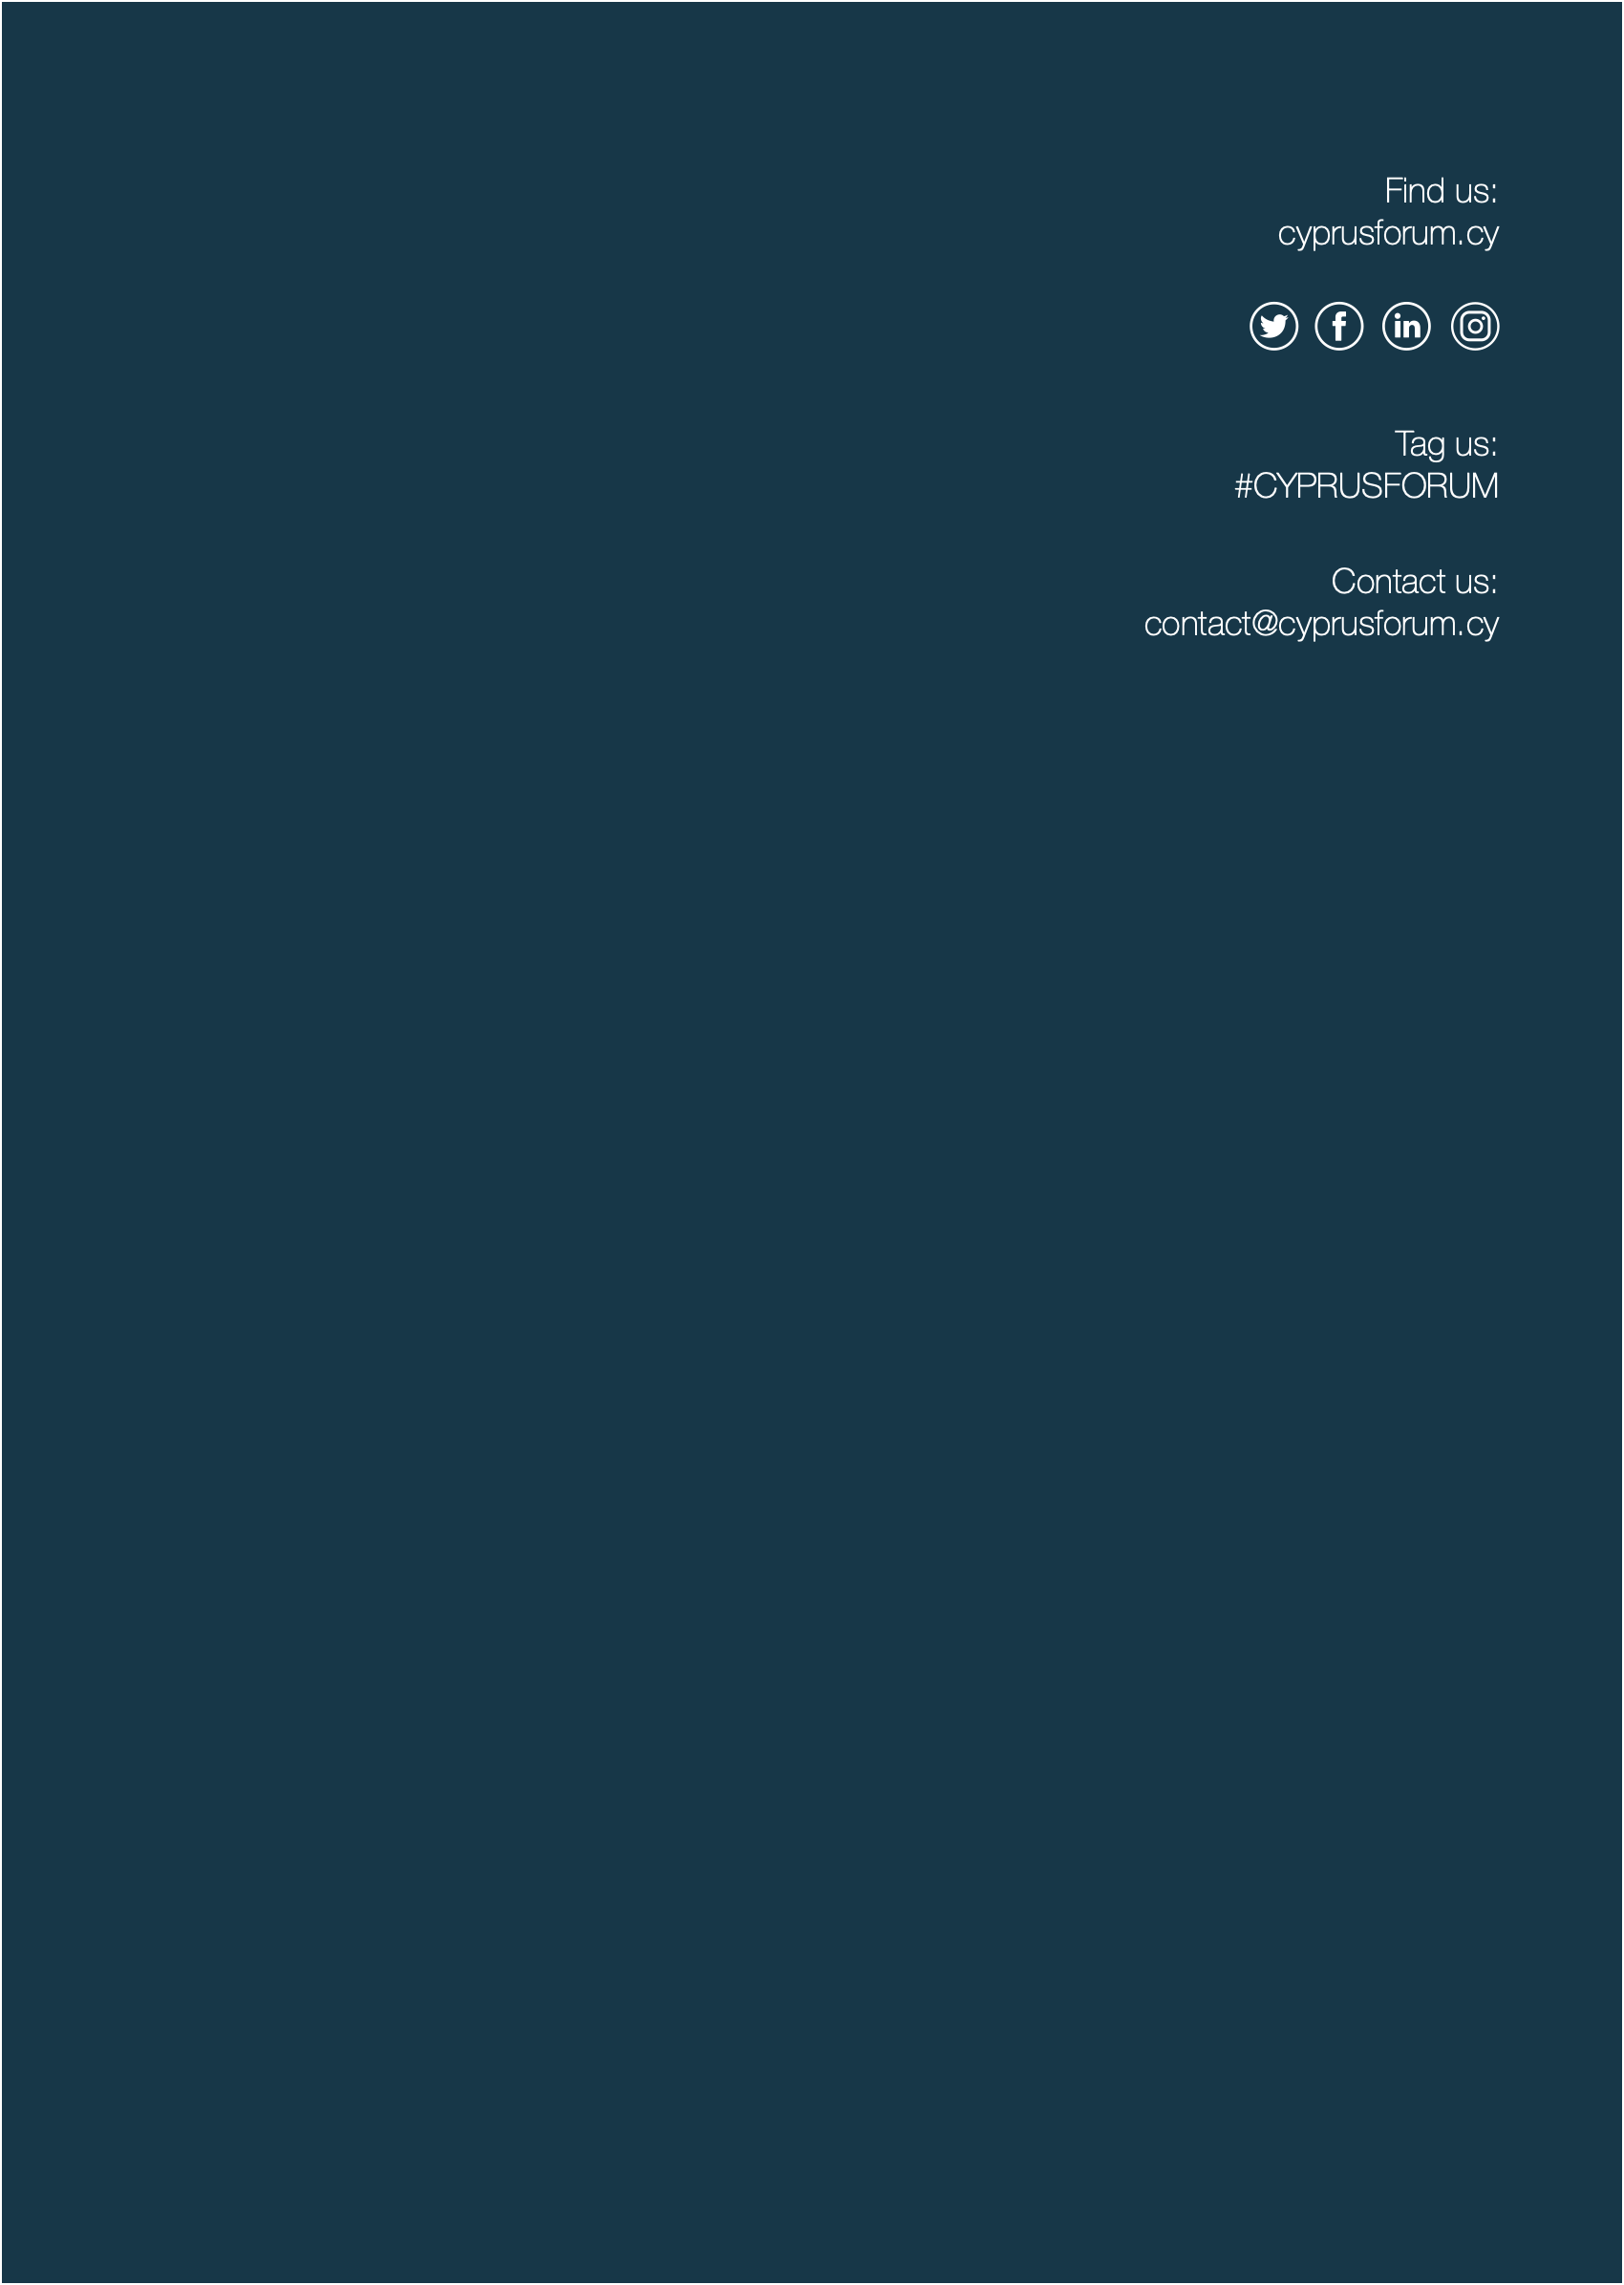 Find us:
cyprusforum.cy
Tag us:
#CYPRUSFORUM
Contact us:
contact@cyprusforum.cy